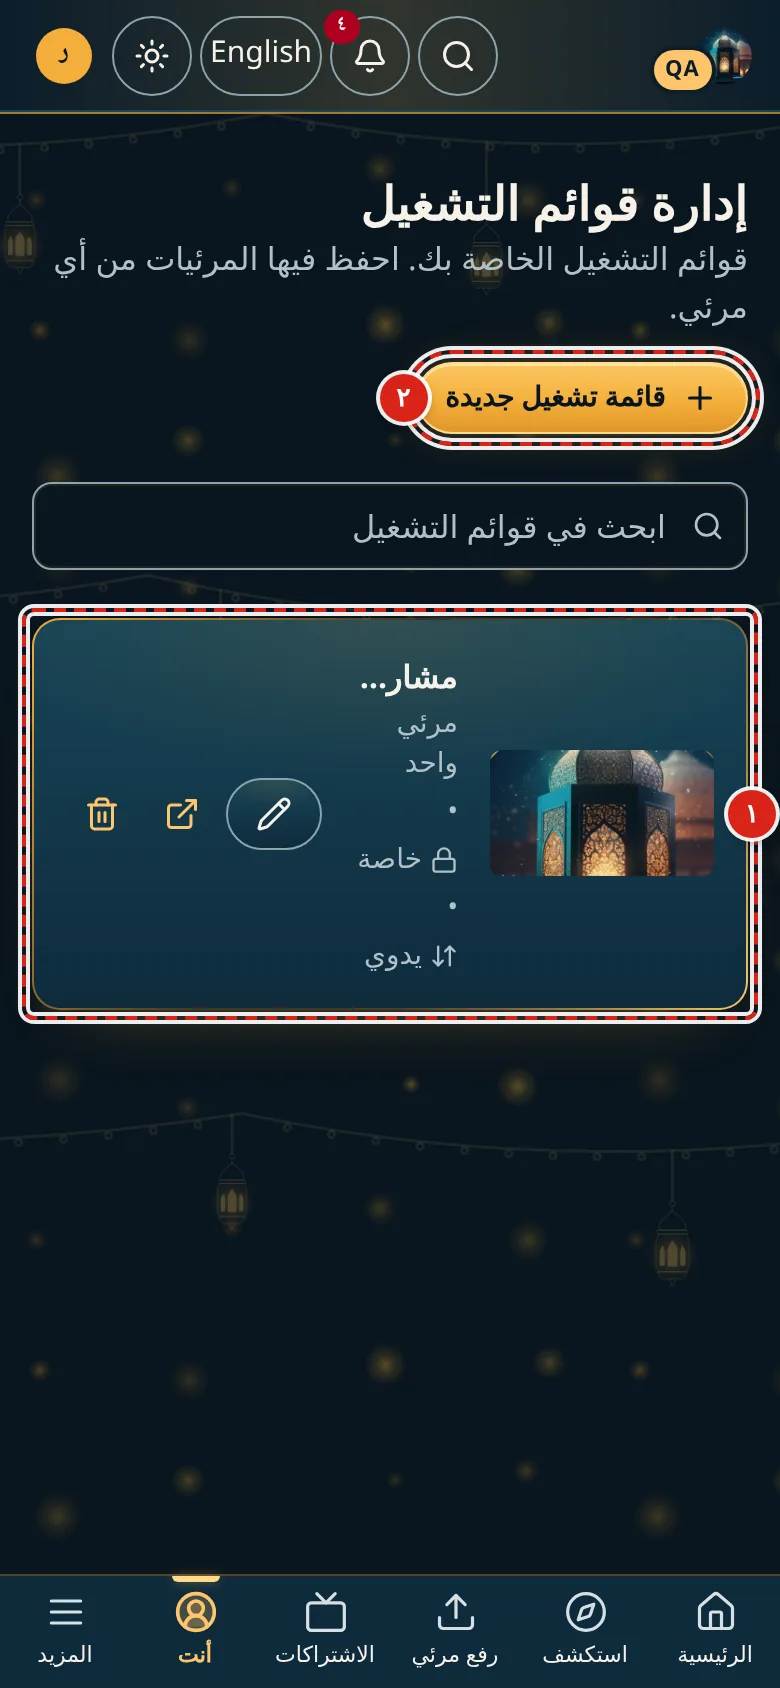 QA
٤
English
ر
إدارة قوائم التشغيل
قوائم التشغيل الخاصة بك. احفظ فيها المرئيات من أي
مرئي.
قائمة تشغيل جديدة
٢
ابحث في قوائم التشغيل
مشار...
مرئي
واحد
•
خاصة
•
يدوي
١
الرئيسية
استكشف
رفع مرئي
الاشتراكات
أنت
المزيد